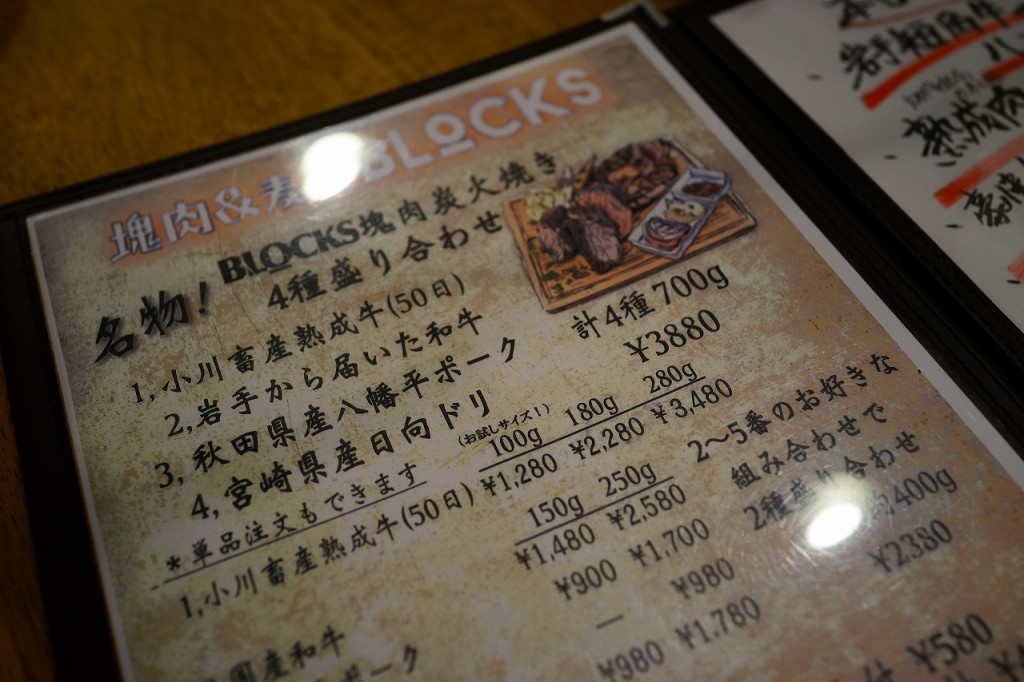 塊肉&麦 BLOCKS
名物! BLOCKS塊肉炭火焼き
4種盛り合わせ
1,小川畜産熟成牛(50日)
2,岩手から届いた和牛
3,秋田県産八幡平ポーク
4,宮崎県産日向ドリ
計4種700g
¥3880
*単品注文もできます
(お試しサイズ!)
100g 180g 280g
1,小川畜産熟成牛(50日) ¥1,280 ¥2,280 ¥3,480
150g 250g
国産和牛 ¥1,480 ¥2,580
ポーク ¥900 ¥1,700
— ¥980
¥980 ¥1,780
2〜5番のお好きな
組み合わせで
2種盛り合わせ
400g
¥2380
¥580
熟成肉